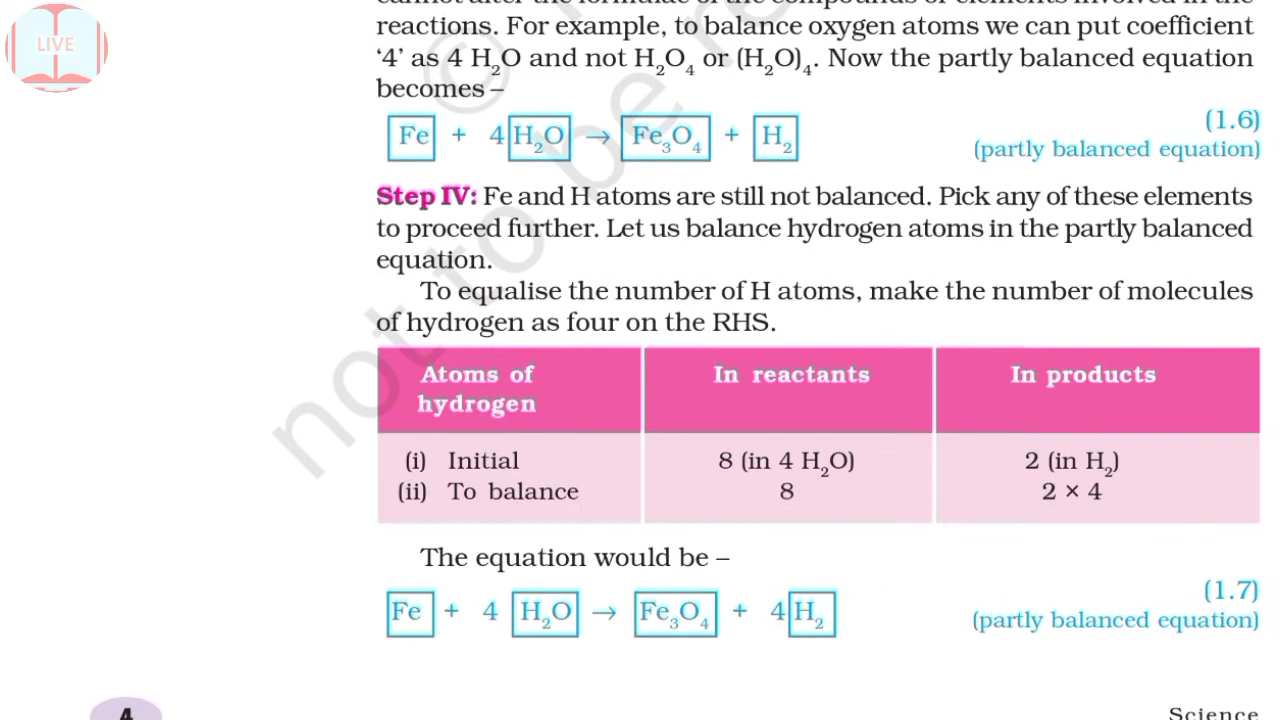 LIVE
reactions. For example, to balance oxygen atoms we can put coefficient
‘4’ as 4 H₂O and not H₂O₄ or (H₂O)₄. Now the partly balanced equation
becomes –
Fe + 4 H₂O → Fe₃O₄ + H₂ (1.6)
(partly balanced equation)
Step IV: Fe and H atoms are still not balanced. Pick any of these elements
to proceed further. Let us balance hydrogen atoms in the partly balanced
equation.
To equalise the number of H atoms, make the number of molecules
of hydrogen as four on the RHS.
Atoms of hydrogen In reactants In products
(i) Initial 8 (in 4 H₂O) 2 (in H₂)
(ii) To balance 8 2 × 4
The equation would be –
Fe + 4 H₂O → Fe₃O₄ + 4 H₂ (1.7)
(partly balanced equation)
4 Science
© not to be re